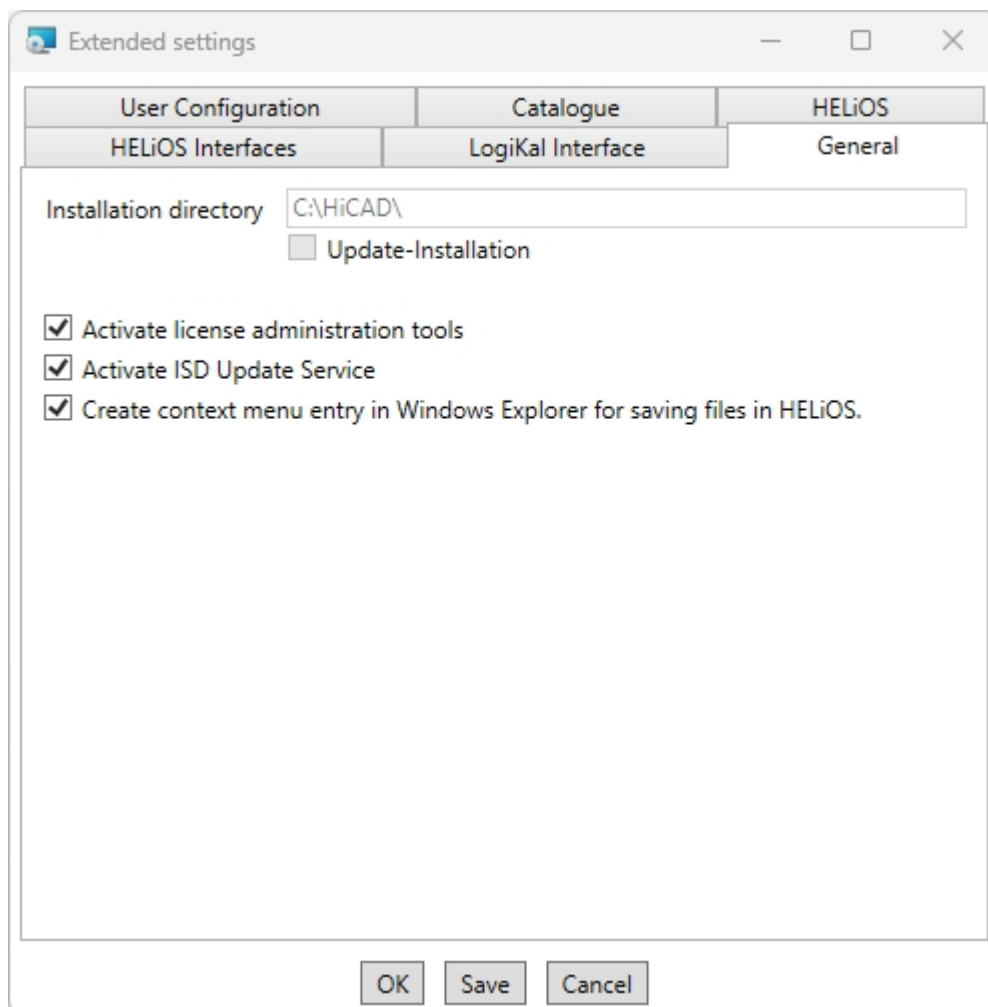 Extended settings
User Configuration Catalogue HELiOS
HELiOS Interfaces LogiKal Interface General
Installation directory C:\HiCAD\
Update-Installation
Activate license administration tools
Activate ISD Update Service
Create context menu entry in Windows Explorer for saving files in HELiOS.
OK Save Cancel